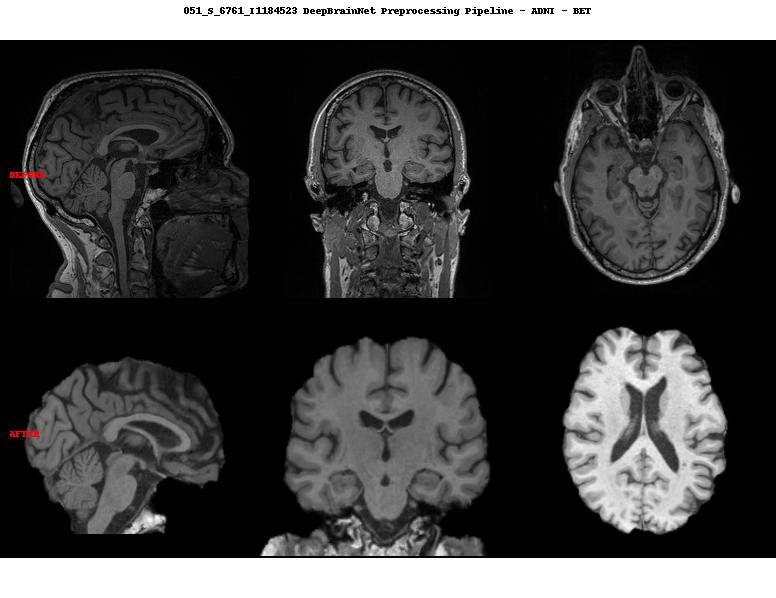 051_S_6761_I1184523 DeepBrainNet Preprocessing Pipeline - ADNI - BET
BEFORE
AFTER